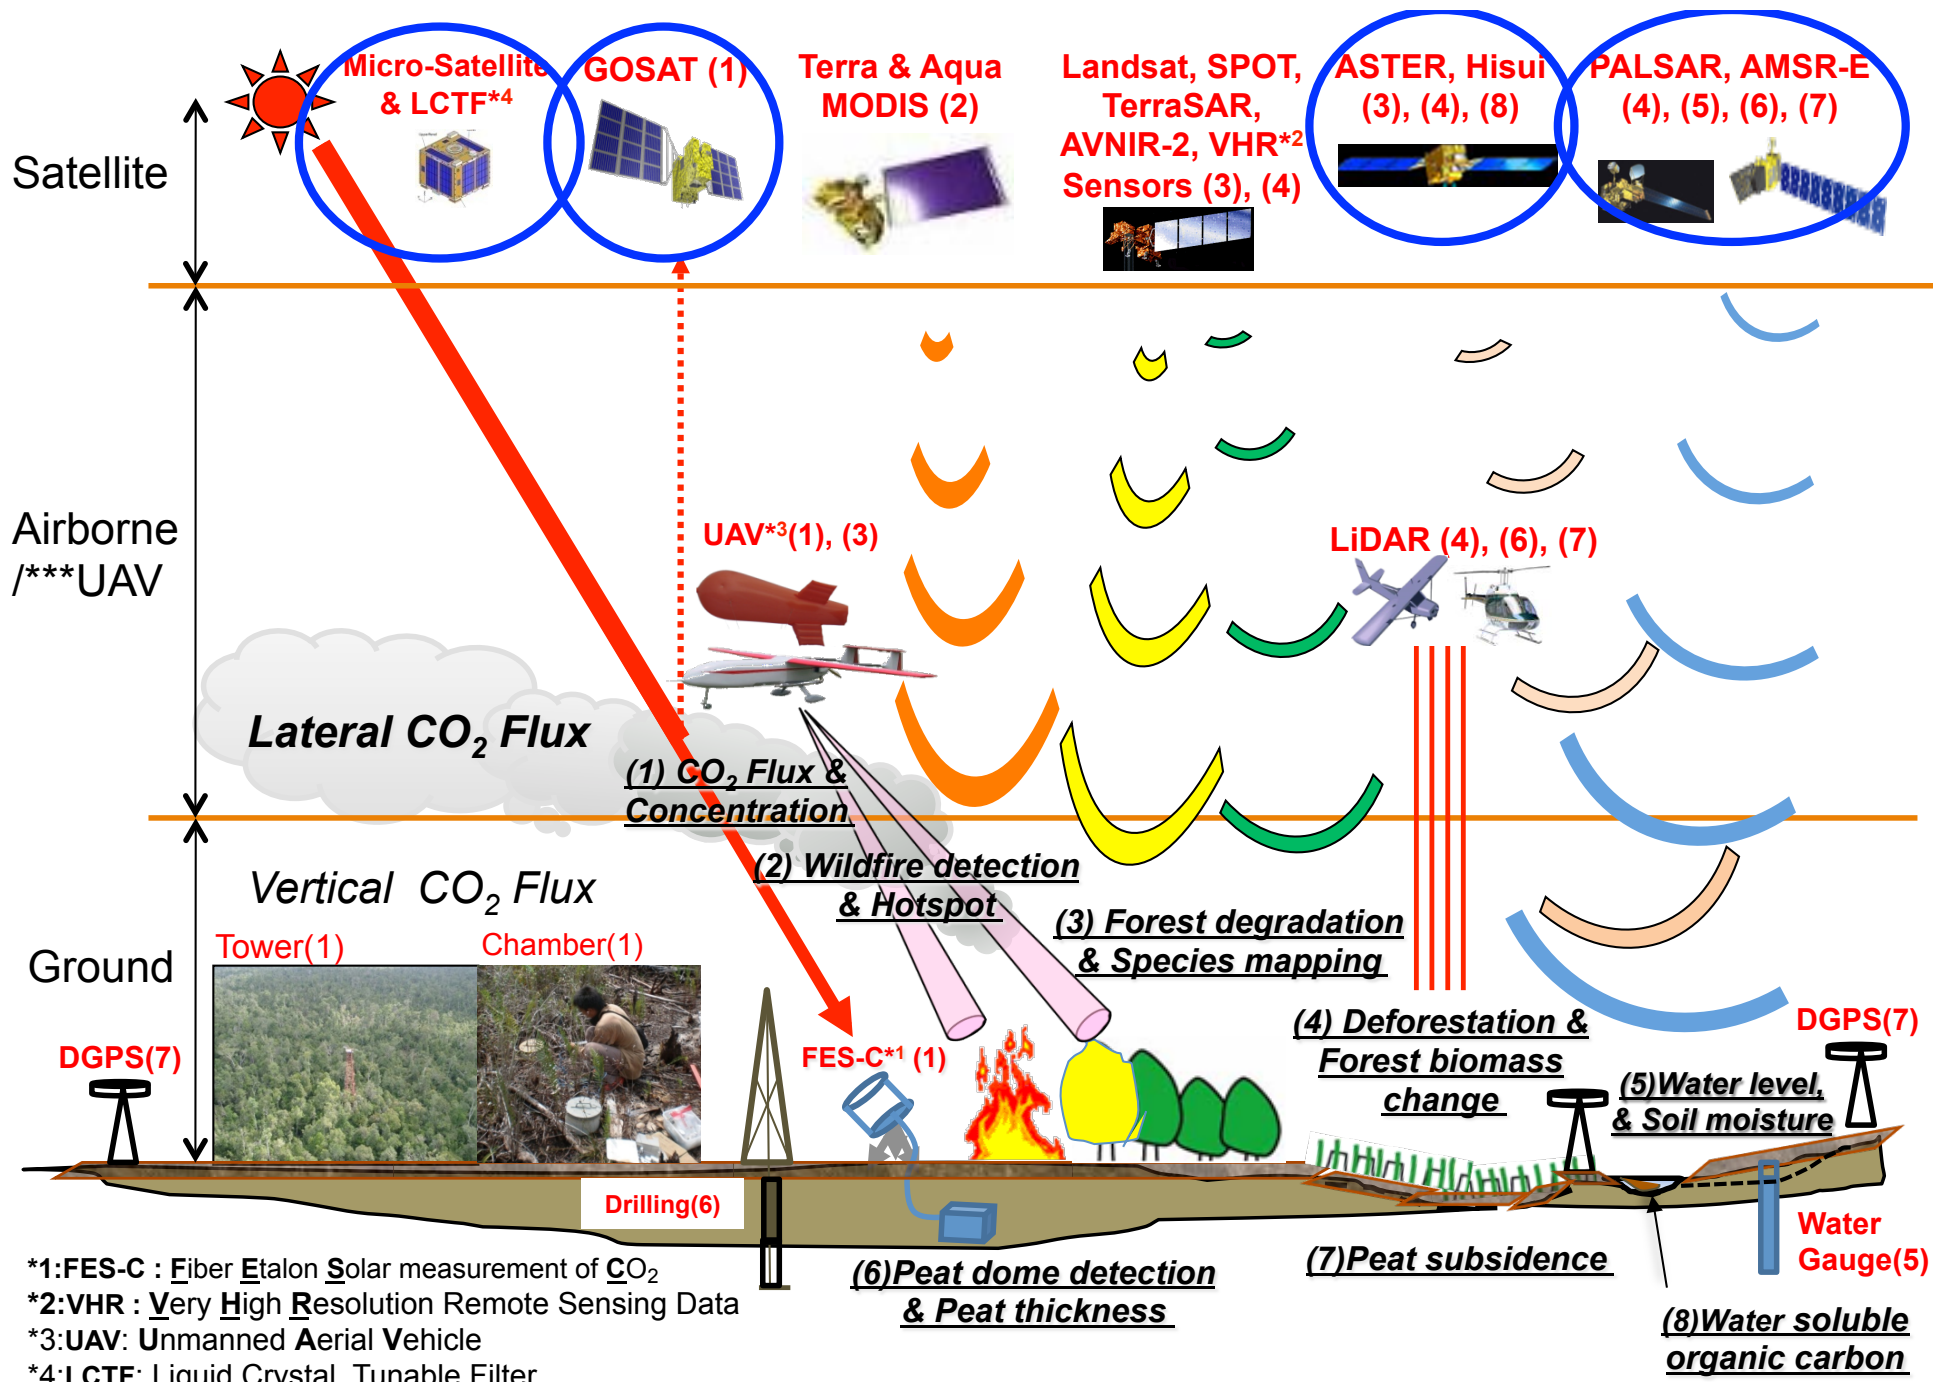 Micro-Satellite
& LCTF*4
GOSAT (1)
Terra & Aqua
MODIS (2)
Landsat, SPOT,
TerraSAR,
AVNIR-2, VHR*2
Sensors (3), (4)
ASTER, Hisui
(3), (4), (8)
PALSAR, AMSR-E
(4), (5), (6), (7)
Satellite
Airborne
/***UAV
UAV*3(1), (3)
LiDAR (4), (6), (7)
Lateral CO2 Flux
(1) CO2 Flux &
Concentration
(2) Wildfire detection
& Hotspot
Vertical CO2 Flux
Tower(1)
Chamber(1)
Ground
(3) Forest degradation
& Species mapping
(4) Deforestation &
Forest biomass
change
DGPS(7)
FES-C*1 (1)
DGPS(7)
(5)Water level,
& Soil moisture
Drilling(6)
Water
Gauge(5)
(6)Peat dome detection
& Peat thickness
(7)Peat subsidence
(8)Water soluble
organic carbon
*1:FES-C : Fiber Etalon Solar measurement of CO2
*2:VHR : Very High Resolution Remote Sensing Data
*3:UAV: Unmanned Aerial Vehicle
*4:LCTF: Liquid Crystal Tunable Filter